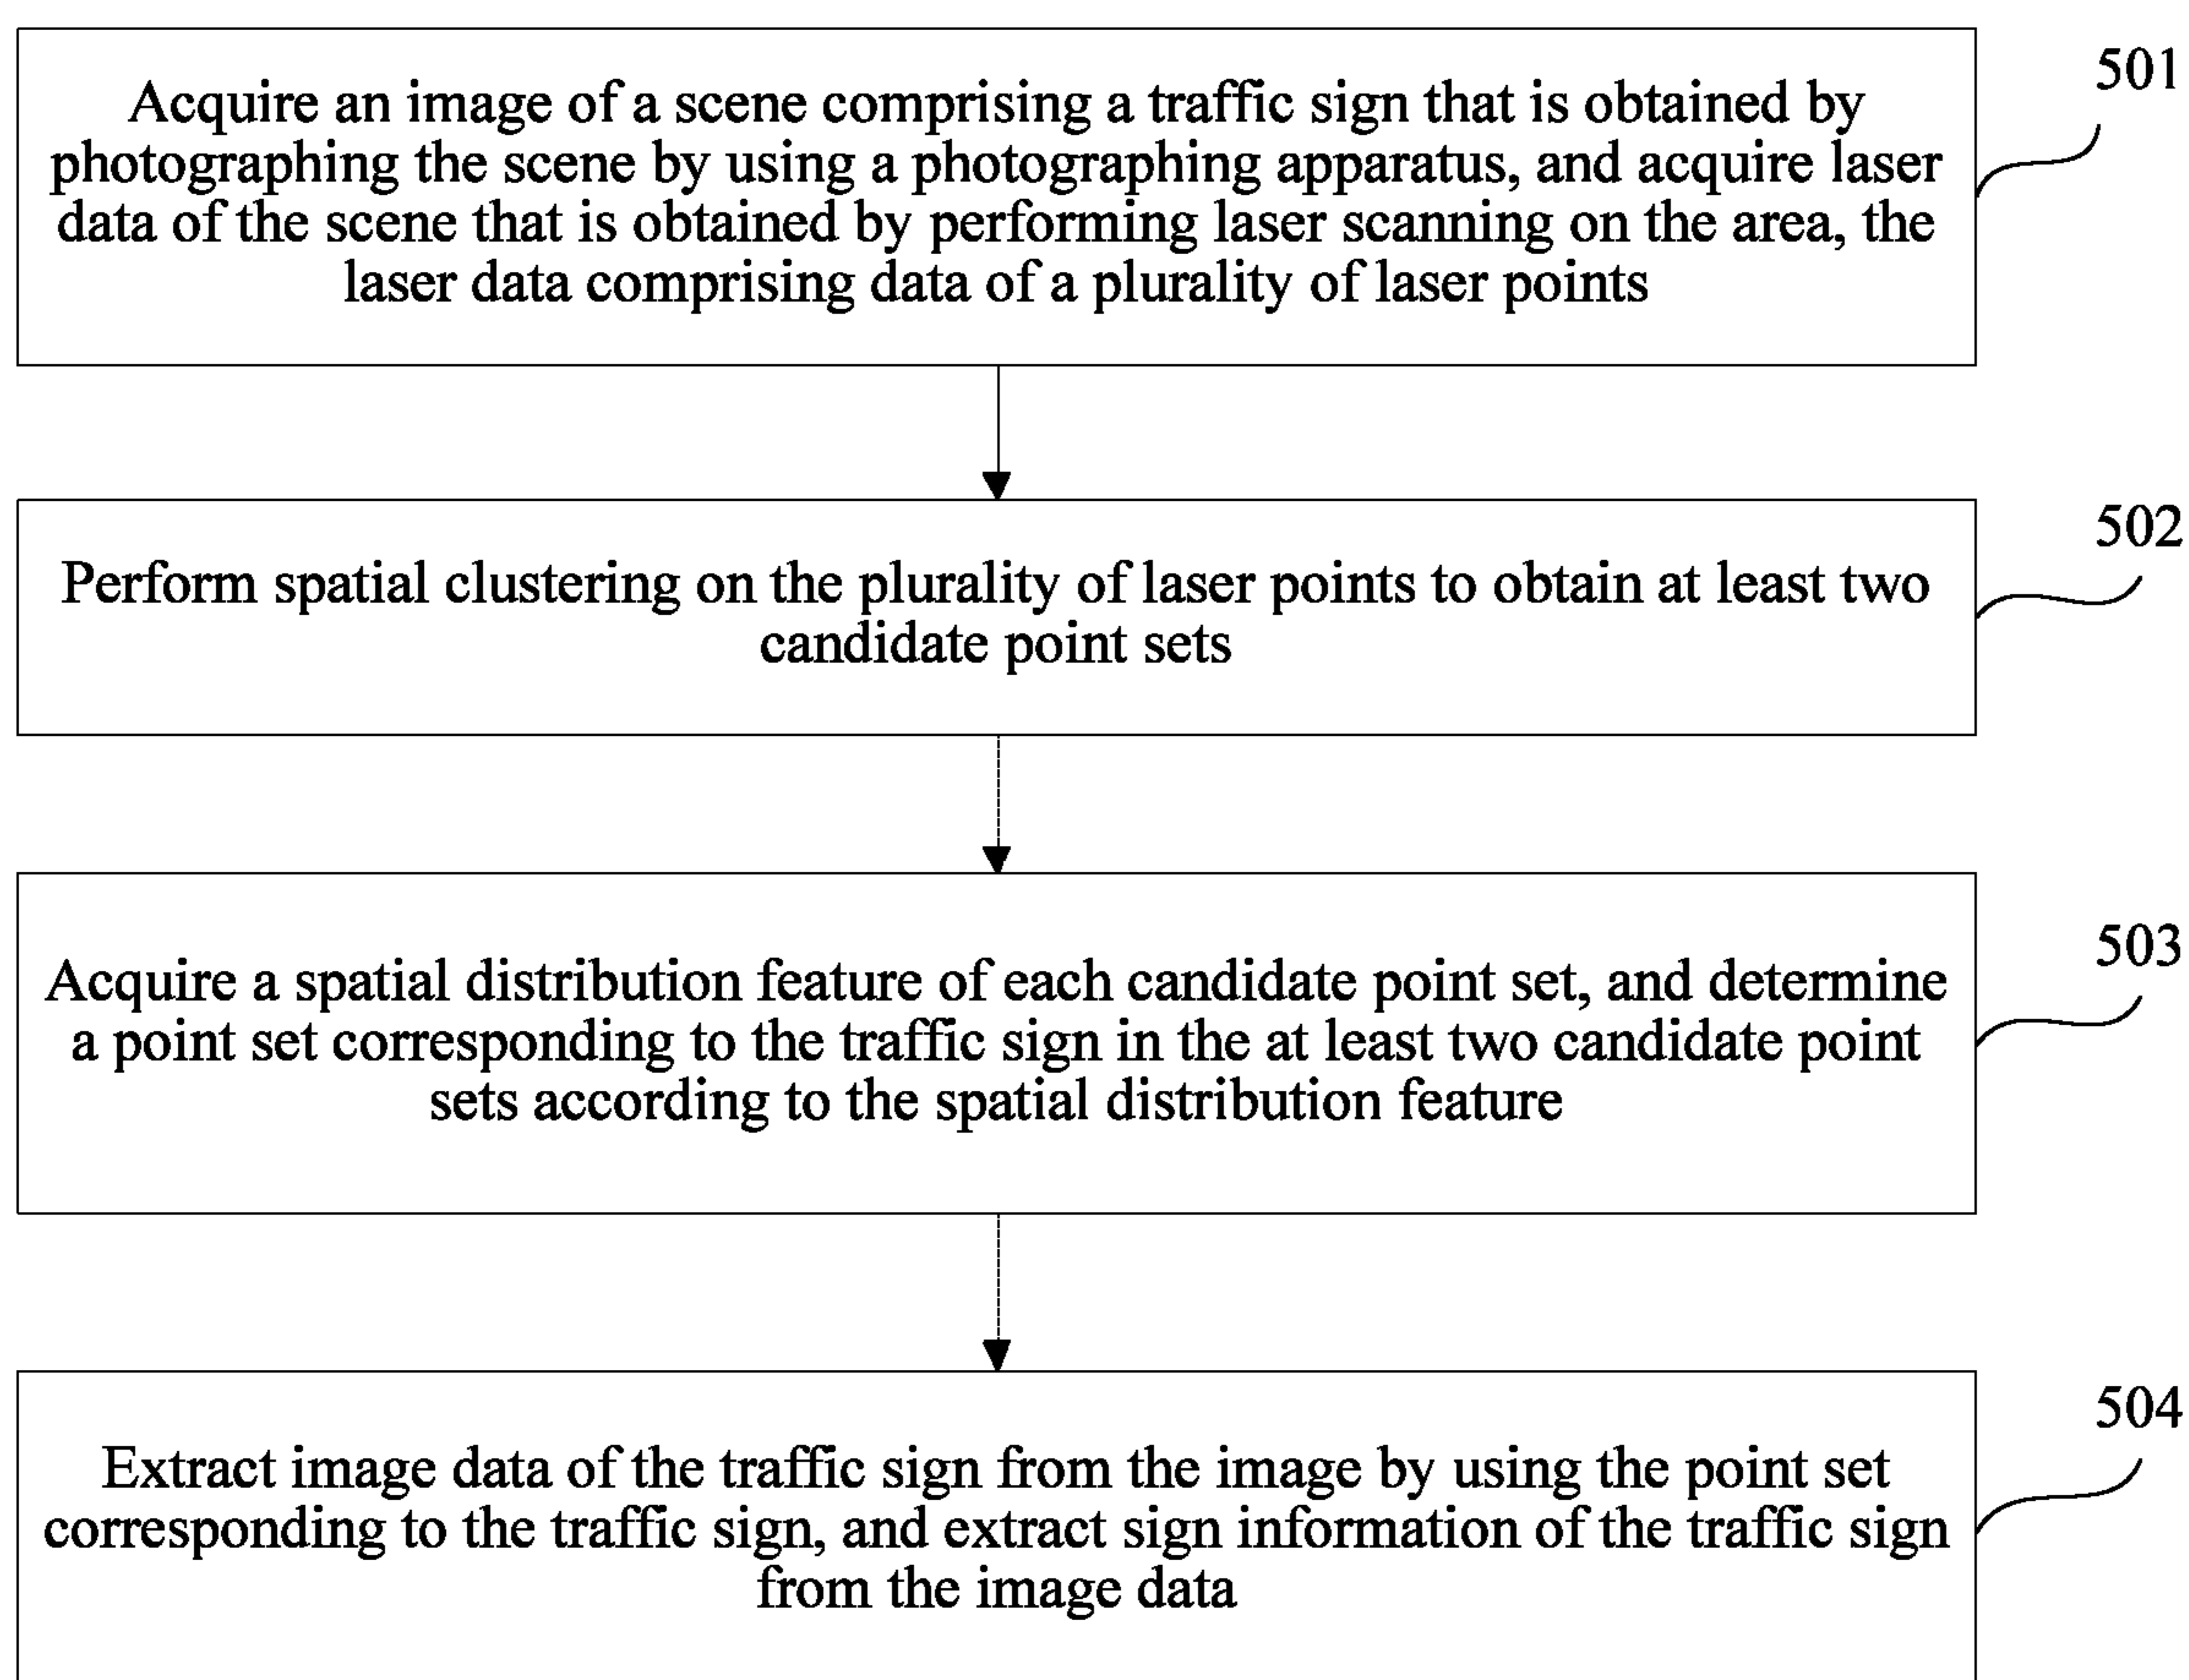 Acquire an image of a scene comprising a traffic sign that is obtained by
photographing the scene by using a photographing apparatus, and acquire laser
data of the scene that is obtained by performing laser scanning on the area, the
laser data comprising data of a plurality of laser points
501
Perform spatial clustering on the plurality of laser points to obtain at least two
candidate point sets
502
Acquire a spatial distribution feature of each candidate point set, and determine
a point set corresponding to the traffic sign in the at least two candidate point
sets according to the spatial distribution feature
503
Extract image data of the traffic sign from the image by using the point set
corresponding to the traffic sign, and extract sign information of the traffic sign
from the image data
504